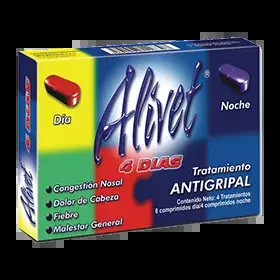 Alivet®
Día
Noche
4 DIAS
• Congestión Nasal
• Dolor de Cabeza
• Fiebre
• Malestar General
Tratamiento
ANTIGRIPAL
Contenido Neto: 4 Tratamientos
8 comprimidos día/4 comprimidos noche